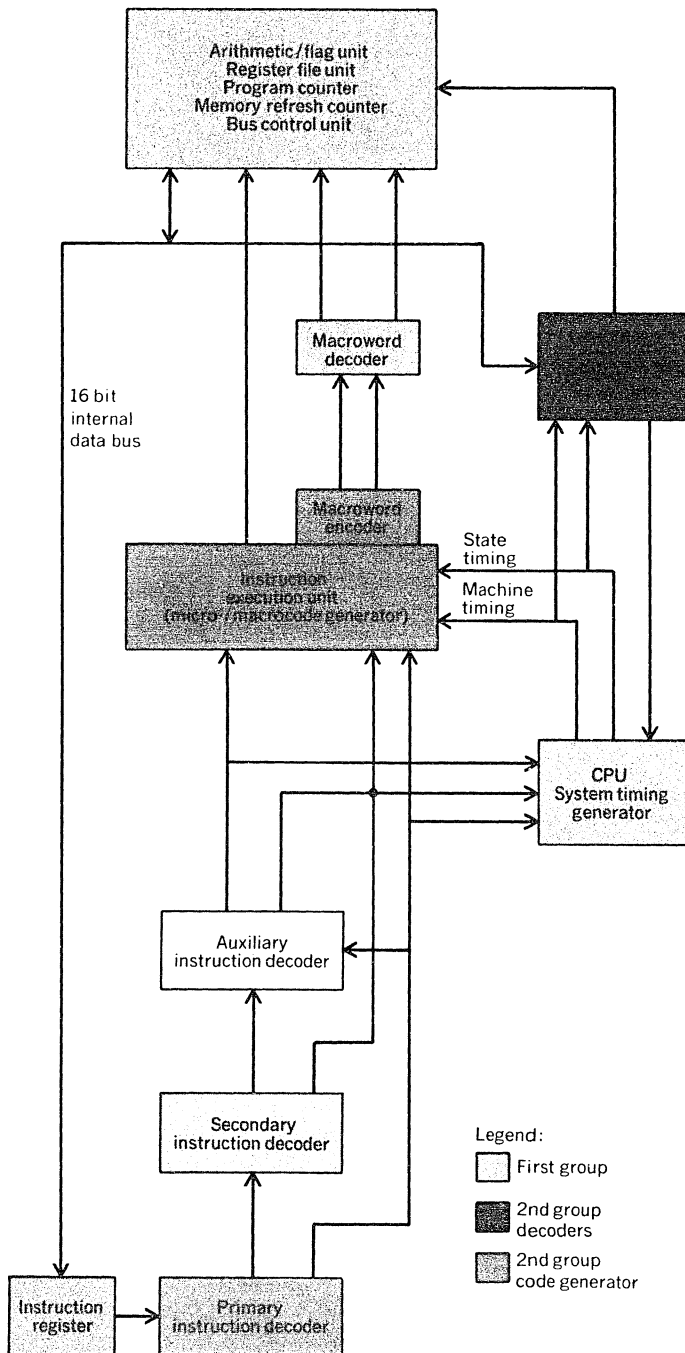 Arithmetic/flag unit
Register file unit
Program counter
Memory refresh counter
Bus control unit
Macroword
decoder
16 bit
internal
data bus
Macroword
encoder
State
timing
Instruction
execution unit
(micro-/macrocode generator)
Machine
timing
CPU
System timing
generator
Auxiliary
instruction decoder
Secondary
instruction decoder
Legend:
First group
2nd group
decoders
2nd group
code generator
Instruction
register
Primary
instruction decoder